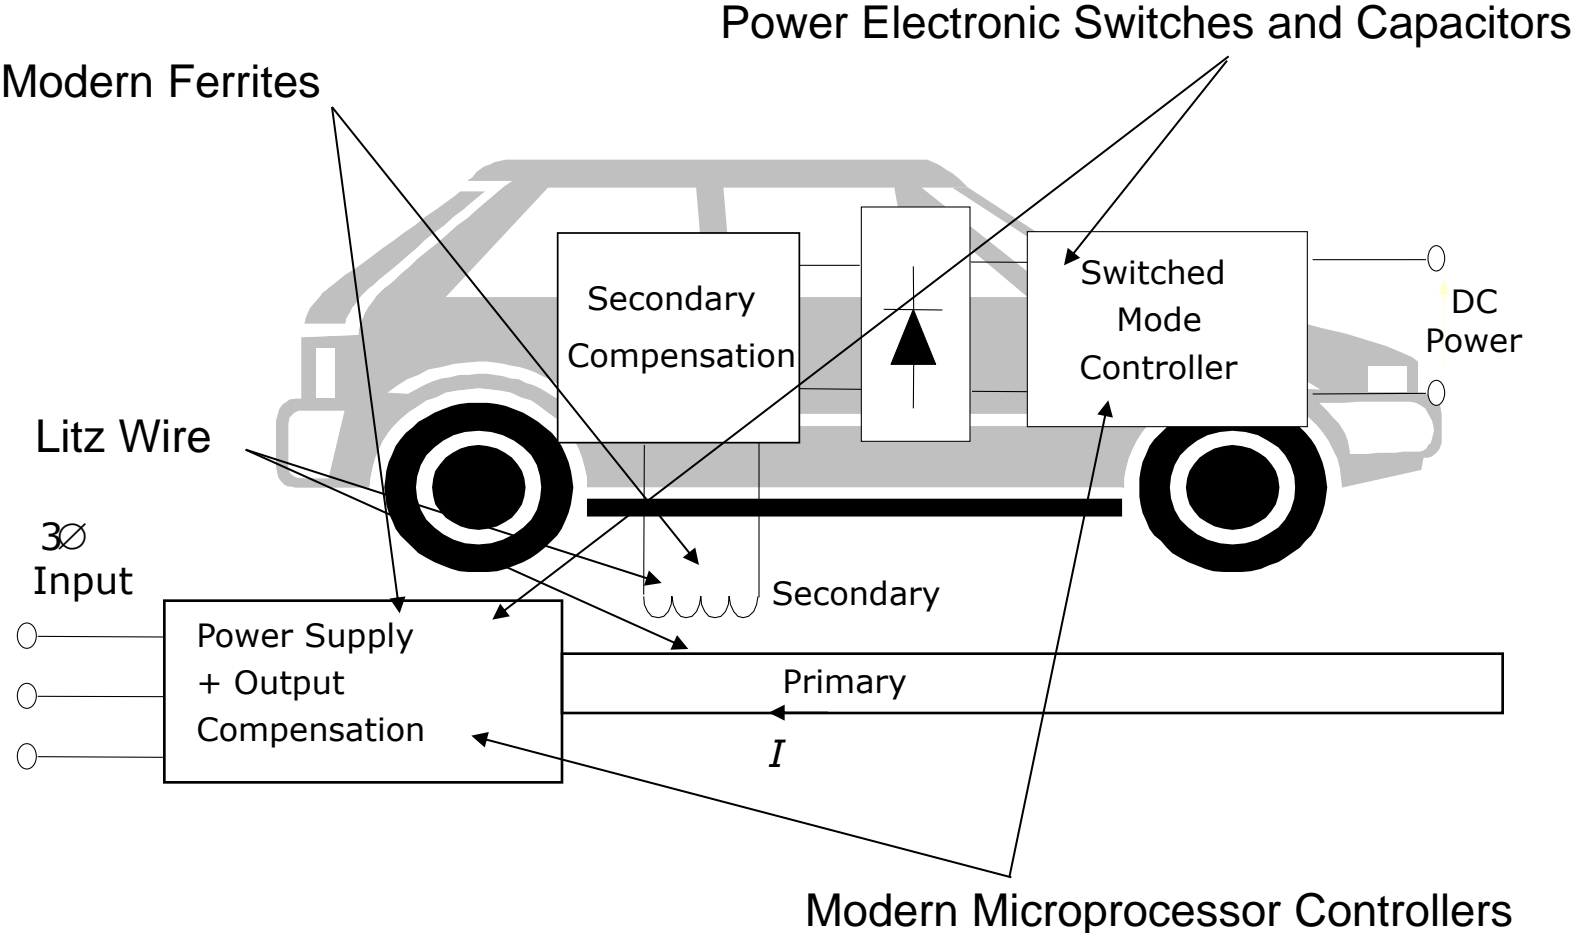 Power Electronic Switches and Capacitors
Modern Ferrites
Secondary
Compensation
Switched
Mode
Controller
DC
Power
Litz Wire
3∅
Input
Secondary
Power Supply
+ Output
Compensation
Primary
I
Modern Microprocessor Controllers